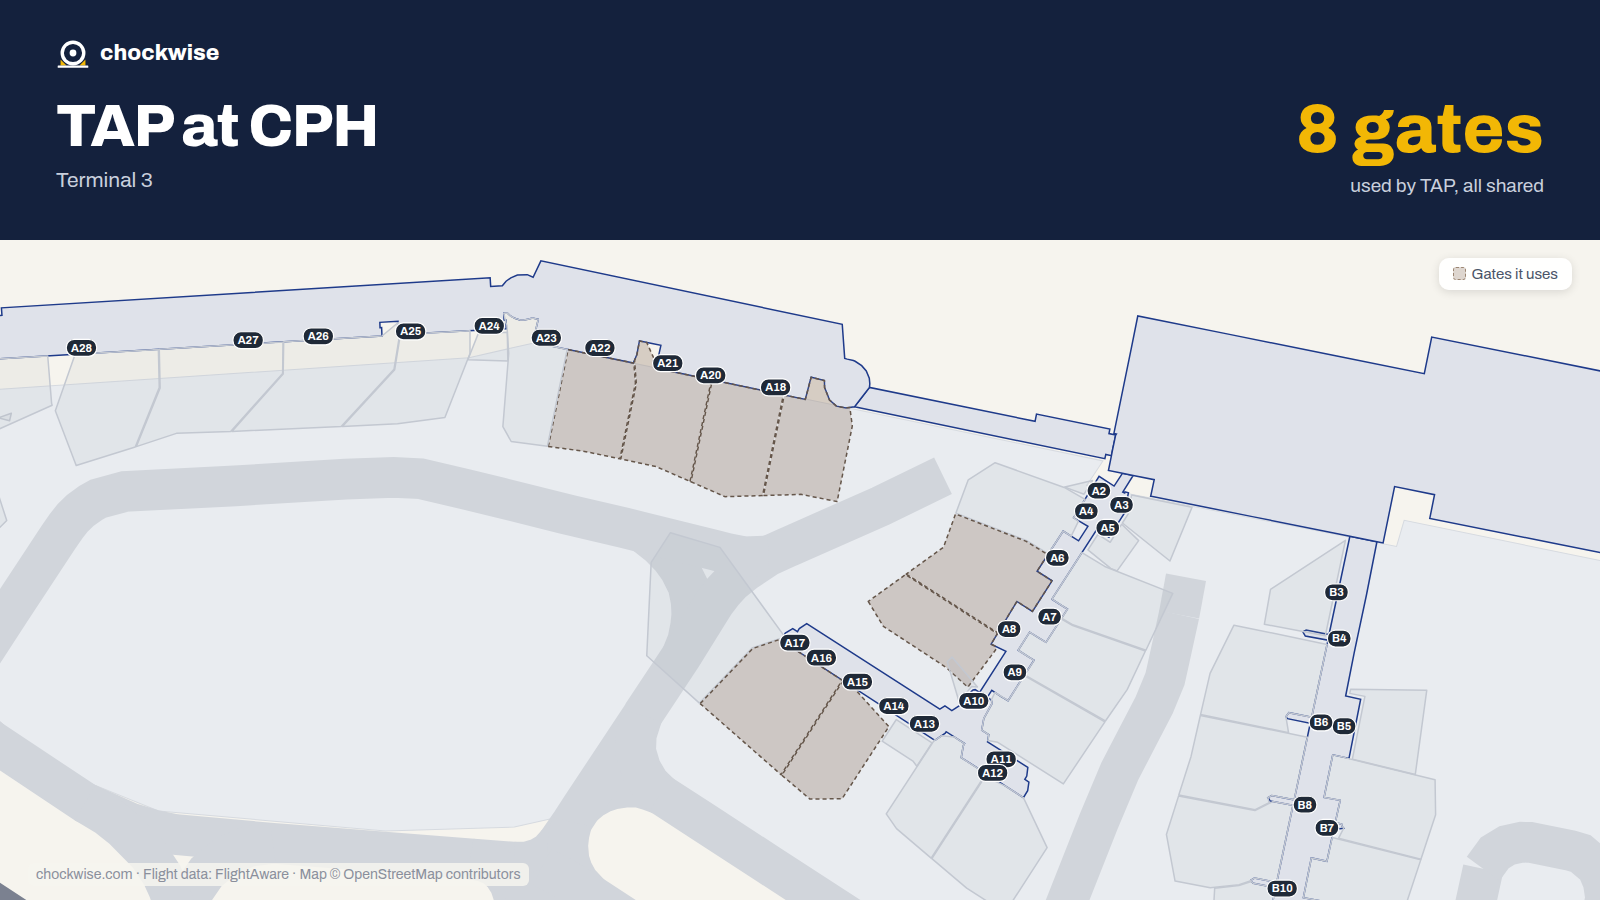 chockwise
TAP at CPH
Terminal 3
8 gates
used by TAP, all shared
Gates it uses
A28
A27
A26
A25
A24
A23
A22
A21
A20
A18
A2
A3
A4
A5
A6
A7
A8
A9
A10
A17
A16
A15
A14
A13
A11
A12
B3
B4
B6
B5
B8
B7
B10
chockwise.com · Flight data: FlightAware · Map © OpenStreetMap contributors